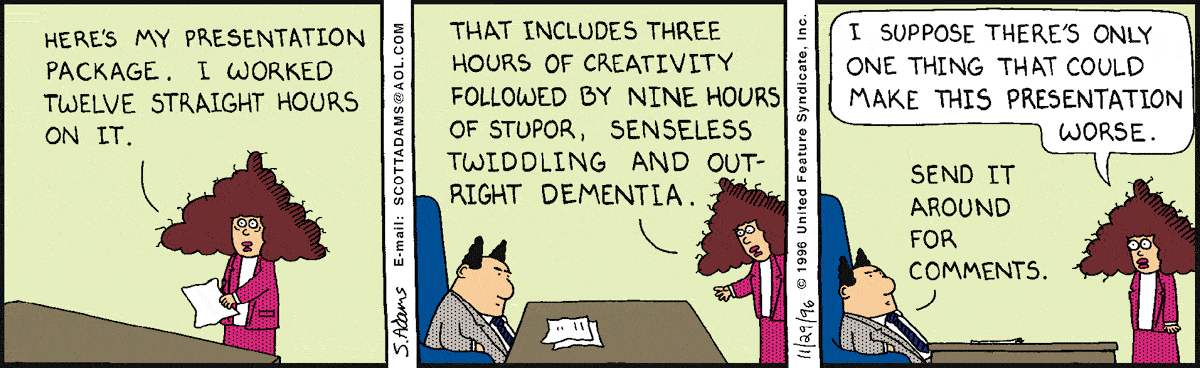 HERE'S MY PRESENTATION
PACKAGE. I WORKED
TWELVE STRAIGHT HOURS
ON IT.
S.Adams E-mail: SCOTTADAMS@AOL.COM
THAT INCLUDES THREE
HOURS OF CREATIVITY
FOLLOWED BY NINE HOURS
OF STUPOR, SENSELESS
TWIDDLING AND OUT-
RIGHT DEMENTIA.
11/29/96 © 1996 United Feature Syndicate, Inc.
I SUPPOSE THERE'S ONLY
ONE THING THAT COULD
MAKE THIS PRESENTATION
WORSE.
SEND IT
AROUND
FOR
COMMENTS.